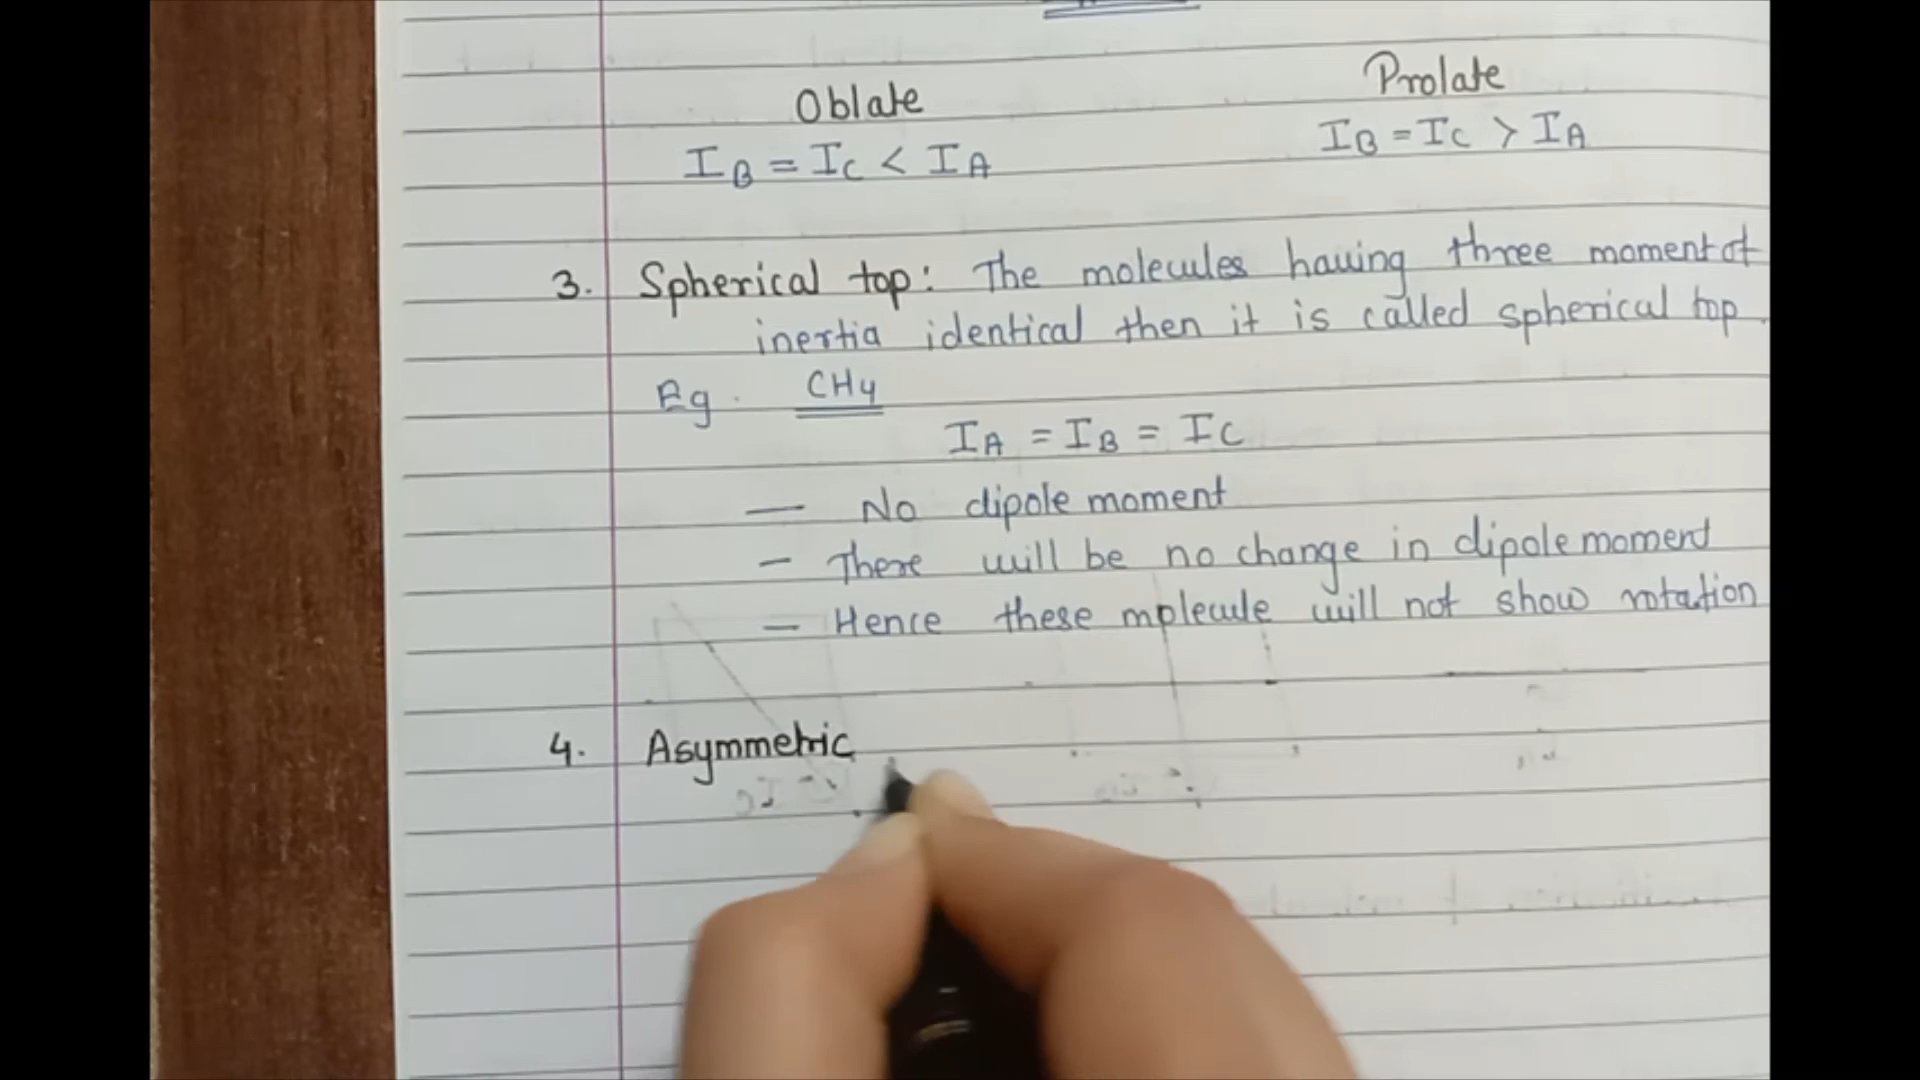 Oblate
Prolate
IB = IC < IA
IB = IC > IA
3. Spherical top: The molecules having three moment of
inertia identical then it is called spherical top.
Eg. CH4
IA = IB = IC
— No dipole moment
– There will be no change in dipole moment
– Hence these molecule will not show rotation
4. Asymmetric